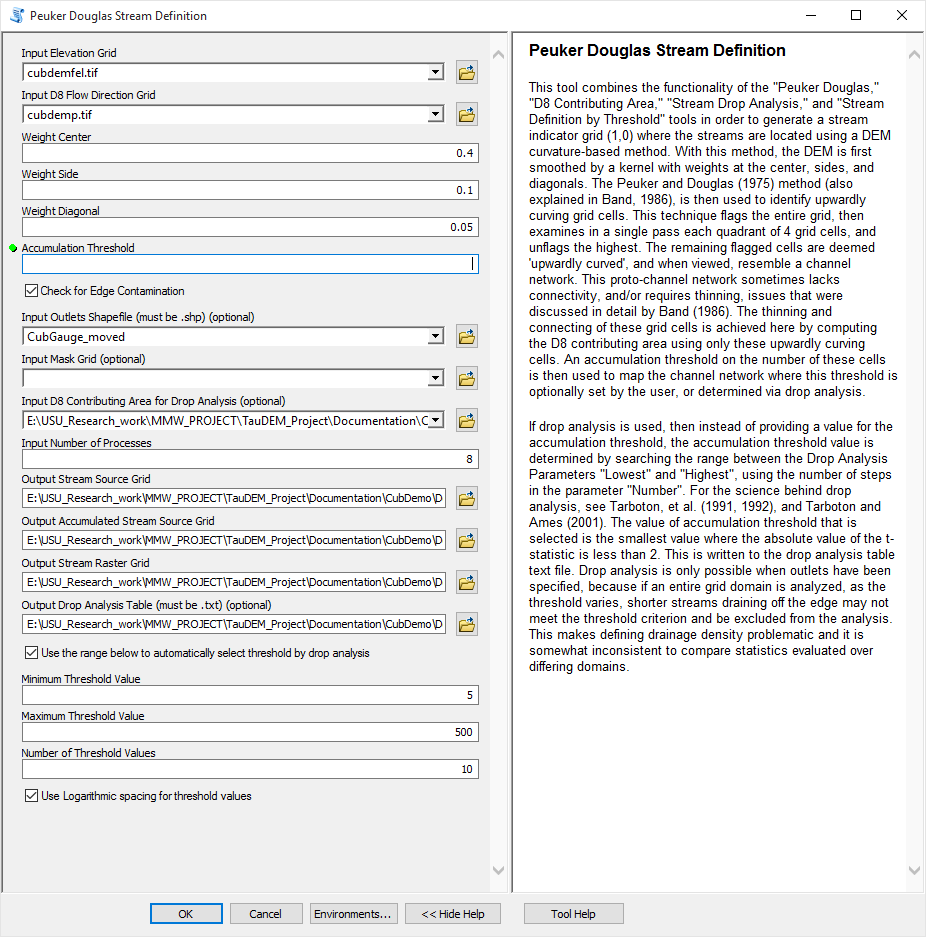 Peuker Douglas Stream Definition
Input Elevation Grid
cubdemfel.tif
Input D8 Flow Direction Grid
cubdemp.tif
Weight Center
0.4
Weight Side
0.1
Weight Diagonal
0.05
Accumulation Threshold
Check for Edge Contamination
Input Outlets Shapefile (must be .shp) (optional)
CubGauge_moved
Input Mask Grid (optional)
Input D8 Contributing Area for Drop Analysis (optional)
E:\USU_Research_work\MMW_PROJECT\TauDEM_Project\Documentation\C
Input Number of Processes
8
Output Stream Source Grid
E:\USU_Research_work\MMW_PROJECT\TauDEM_Project\Documentation\CubDemo\D
Output Accumulated Stream Source Grid
E:\USU_Research_work\MMW_PROJECT\TauDEM_Project\Documentation\CubDemo\D
Output Stream Raster Grid
E:\USU_Research_work\MMW_PROJECT\TauDEM_Project\Documentation\CubDemo\D
Output Drop Analysis Table (must be .txt) (optional)
E:\USU_Research_work\MMW_PROJECT\TauDEM_Project\Documentation\CubDemo\D
Use the range below to automatically select threshold by drop analysis
Minimum Threshold Value
5
Maximum Threshold Value
500
Number of Threshold Values
10
Use Logarithmic spacing for threshold values
Peuker Douglas Stream Definition
This tool combines the functionality of the "Peuker Douglas,"
"D8 Contributing Area," "Stream Drop Analysis," and "Stream
Definition by Threshold" tools in order to generate a stream
indicator grid (1,0) where the streams are located using a DEM
curvature-based method. With this method, the DEM is first
smoothed by a kernel with weights at the center, sides, and
diagonals. The Peuker and Douglas (1975) method (also
explained in Band, 1986), is then used to identify upwardly
curving grid cells. This technique flags the entire grid, then
examines in a single pass each quadrant of 4 grid cells, and
unflags the highest. The remaining flagged cells are deemed
'upwardly curved', and when viewed, resemble a channel
network. This proto-channel network sometimes lacks
connectivity, and/or requires thinning, issues that were
discussed in detail by Band (1986). The thinning and
connecting of these grid cells is achieved here by computing
the D8 contributing area using only these upwardly curving
cells. An accumulation threshold on the number of these cells
is then used to map the channel network where this threshold is
optionally set by the user, or determined via drop analysis.
If drop analysis is used, then instead of providing a value for the
accumulation threshold, the accumulation threshold value is
determined by searching the range between the Drop Analysis
Parameters "Lowest" and "Highest", using the number of steps
in the parameter "Number". For the science behind drop
analysis, see Tarboton, et al. (1991, 1992), and Tarboton and
Ames (2001). The value of accumulation threshold that is
selected is the smallest value where the absolute value of the t-
statistic is less than 2. This is written to the drop analysis table
text file. Drop analysis is only possible when outlets have been
specified, because if an entire grid domain is analyzed, as the
threshold varies, shorter streams draining off the edge may not
meet the threshold criterion and be excluded from the analysis.
This makes defining drainage density problematic and it is
somewhat inconsistent to compare statistics evaluated over
differing domains.
OK
Cancel
Environments...
<< Hide Help
Tool Help